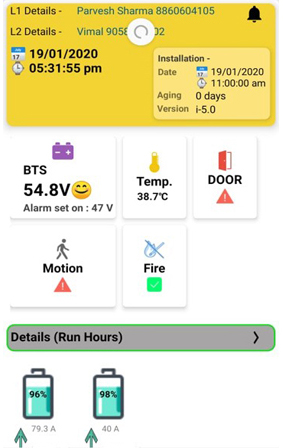 L1 Details - Parvesh Sharma 8860604105
L2 Details - Vimal 9058 02
19/01/2020
05:31:55 pm
Installation -
Date 19/01/2020
11:00:00 am
Aging 0 days
Version i-5.0
BTS
54.8V😊
Alarm set on : 47 V
Temp.
38.7℃
DOOR
Motion
Fire
Details (Run Hours)
96%
98%
79.3 A
40 A